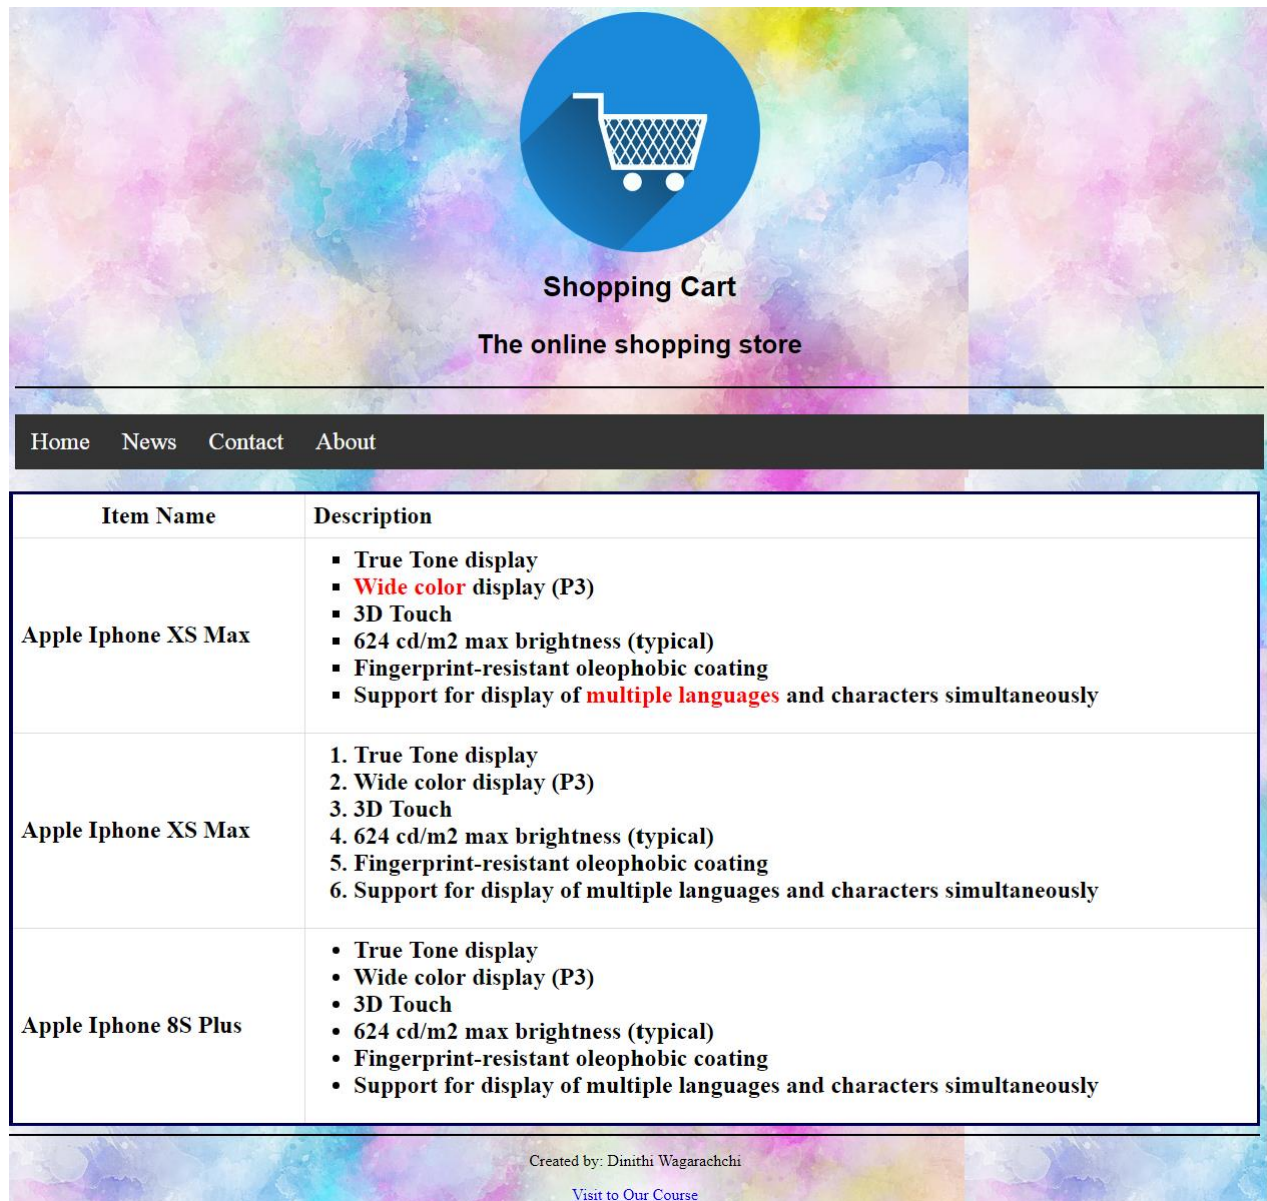 Shopping Cart
The online shopping store
Home News Contact About
Item Name Description
Apple Iphone XS Max
True Tone display
Wide color display (P3)
3D Touch
624 cd/m2 max brightness (typical)
Fingerprint-resistant oleophobic coating
Support for display of multiple languages and characters simultaneously
Apple Iphone XS Max
1. True Tone display
2. Wide color display (P3)
3. 3D Touch
4. 624 cd/m2 max brightness (typical)
5. Fingerprint-resistant oleophobic coating
6. Support for display of multiple languages and characters simultaneously
Apple Iphone 8S Plus
True Tone display
Wide color display (P3)
3D Touch
624 cd/m2 max brightness (typical)
Fingerprint-resistant oleophobic coating
Support for display of multiple languages and characters simultaneously
Created by: Dinithi Wagarachchi
Visit to Our Course